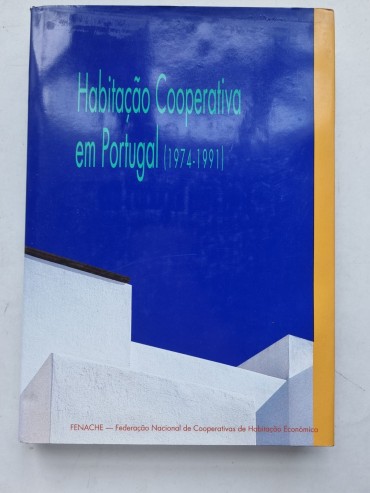 Habitação Cooperativa
em Portugal (1974-1991)
FENACHE — Federação Nacional de Cooperativas de Habitação Económica